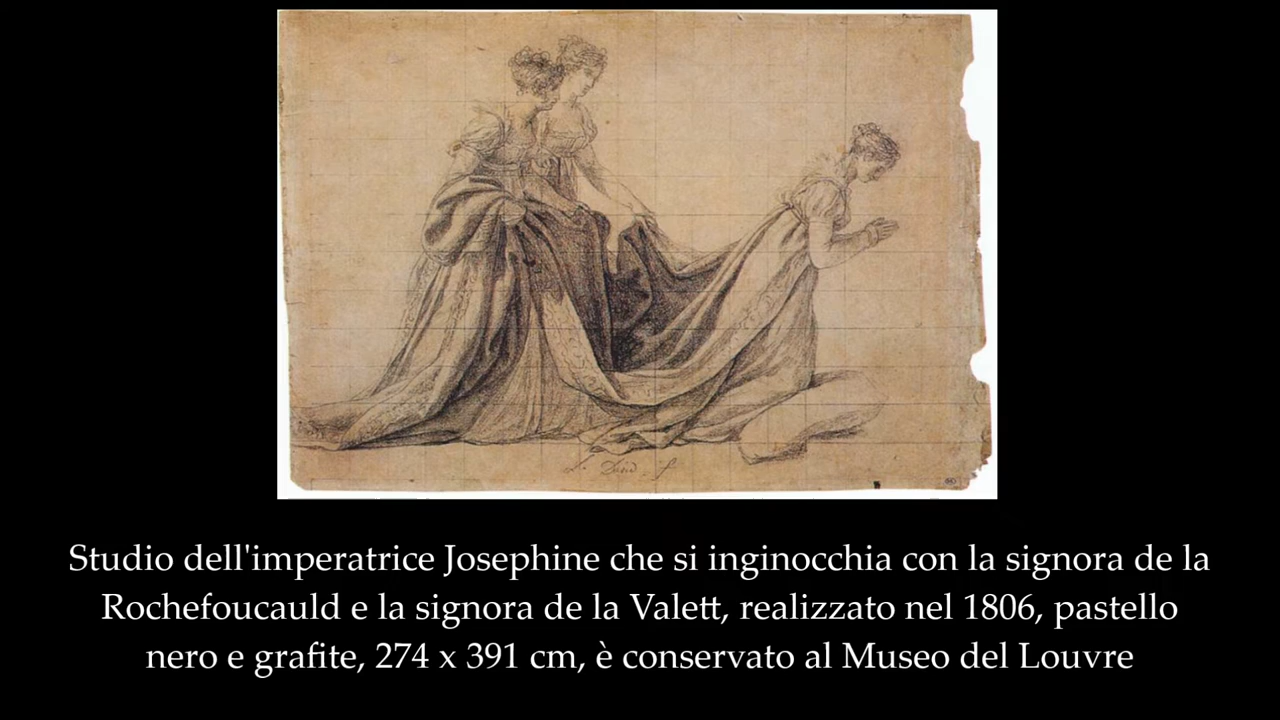 L. David f
Studio dell'imperatrice Josephine che si inginocchia con la signora de la
Rochefoucauld e la signora de la Valett, realizzato nel 1806, pastello
nero e grafite, 274 x 391 cm, è conservato al Museo del Louvre